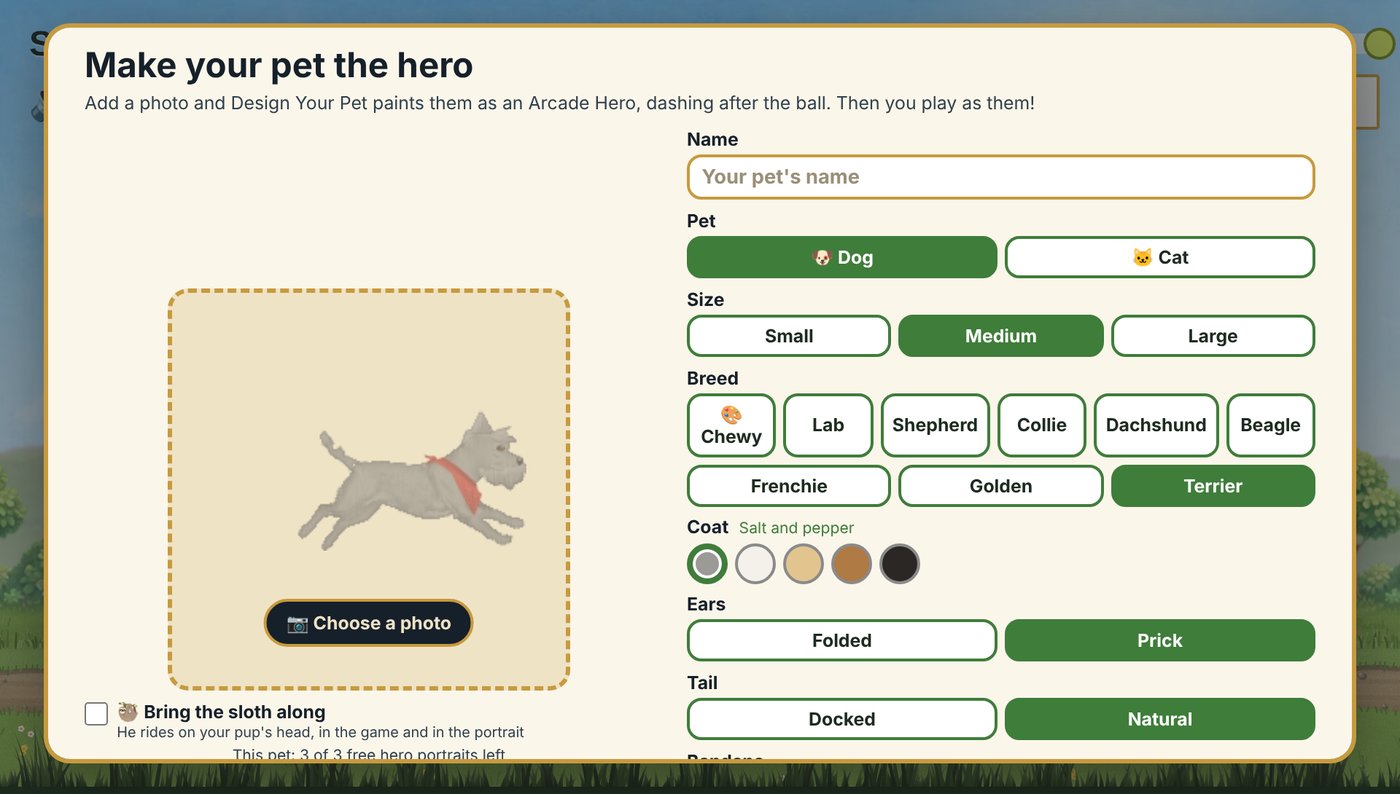 Make your pet the hero
Add a photo and Design Your Pet paints them as an Arcade Hero, dashing after the ball. Then you play as them!
Name
Your pet's name
Pet
🐶 Dog
🐱 Cat
Size
Small
Medium
Large
Breed
🎨 Chewy
Lab
Shepherd
Collie
Dachshund
Beagle
Frenchie
Golden
Terrier
Coat Salt and pepper
Ears
Folded
Prick
Tail
Docked
Natural
📷 Choose a photo
🦥 Bring the sloth along
He rides on your pup's head, in the game and in the portrait
This pet: 3 of 3 free hero portraits left